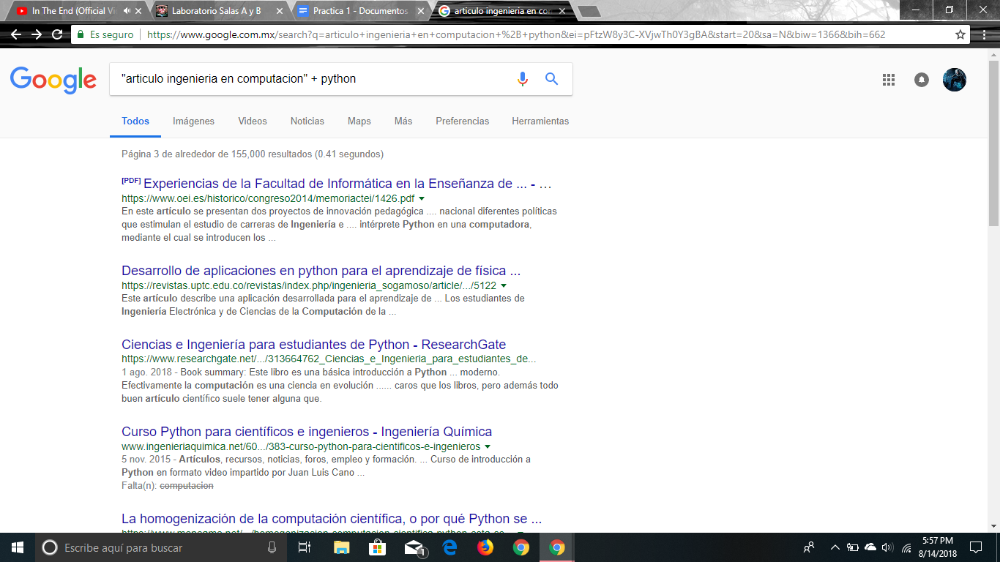 In The End (Official Vi
Laboratorio Salas A y B
Practica 1 - Documentos
articulo ingenieria en con
Es seguro
https://www.google.com.mx/search?q=articulo+ingenieria+en+computacion+%2B+python&ei=pFtzW8y3C-XVjwTh0Y3gBA&start=20&sa=N&biw=1366&bih=662
Google
"articulo ingenieria en computacion" + python
Todos Imágenes Videos Noticias Maps Más Preferencias Herramientas
Página 3 de alrededor de 155,000 resultados (0.41 segundos)
[PDF] Experiencias de la Facultad de Informática en la Enseñanza de ... - ...
https://www.oei.es/historico/congreso2014/memoriactei/1426.pdf
En este artículo se presentan dos proyectos de innovación pedagógica .... nacional diferentes políticas
que estimulan el estudio de carreras de Ingeniería e .... intérprete Python en una computadora,
mediante el cual se introducen los ...
Desarrollo de aplicaciones en python para el aprendizaje de física ...
https://revistas.uptc.edu.co/revistas/index.php/ingenieria_sogamoso/article/.../5122
Este artículo describe una aplicación desarrollada para el aprendizaje de ... Los estudiantes de
Ingeniería Electrónica y de Ciencias de la Computación de la ...
Ciencias e Ingeniería para estudiantes de Python - ResearchGate
https://www.researchgate.net/.../313664762_Ciencias_e_Ingenieria_para_estudiantes_de...
1 ago. 2018 - Book summary: Este libro es una básica introducción a Python ... moderno.
Efectivamente la computación es una ciencia en evolución ...... caros que los libros, pero además todo
buen artículo científico suele tener alguna que.
Curso Python para científicos e ingenieros - Ingeniería Química
www.ingenieriaquimica.net/60.../383-curso-python-para-cientificos-e-ingenieros
5 nov. 2015 - Artículos, recursos, noticias, foros, empleo y formación. ... Curso de introducción a
Python en formato video impartido por Juan Luis Cano ...
Falta(n): computacion
La homogenización de la computación científica, o por qué Python se ...
Escribe aquí para buscar
1
5:57 PM
8/14/2018